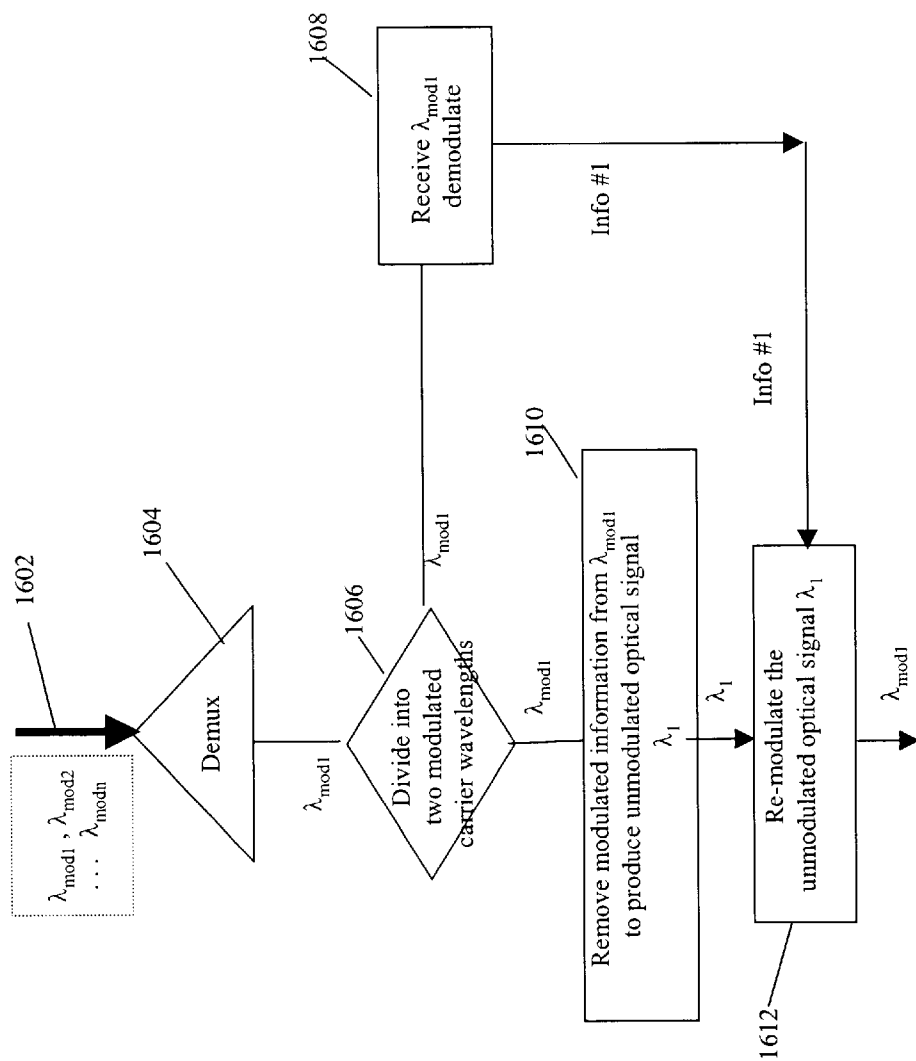 1602
λmod1 , λmod2
. . . λmodn
1604
Demux
λmod1
1606
Divide into
two modulated
carrier wavelengths
λmod1
1608
Receive λmod1
demodulate
Info #1
λmod1
1610
Remove modulated information from λmod1
to produce unmodulated optical signal
λ1
λ1
Info #1
Re-modulate the
unmodulated optical signal λ1
1612
λmod1